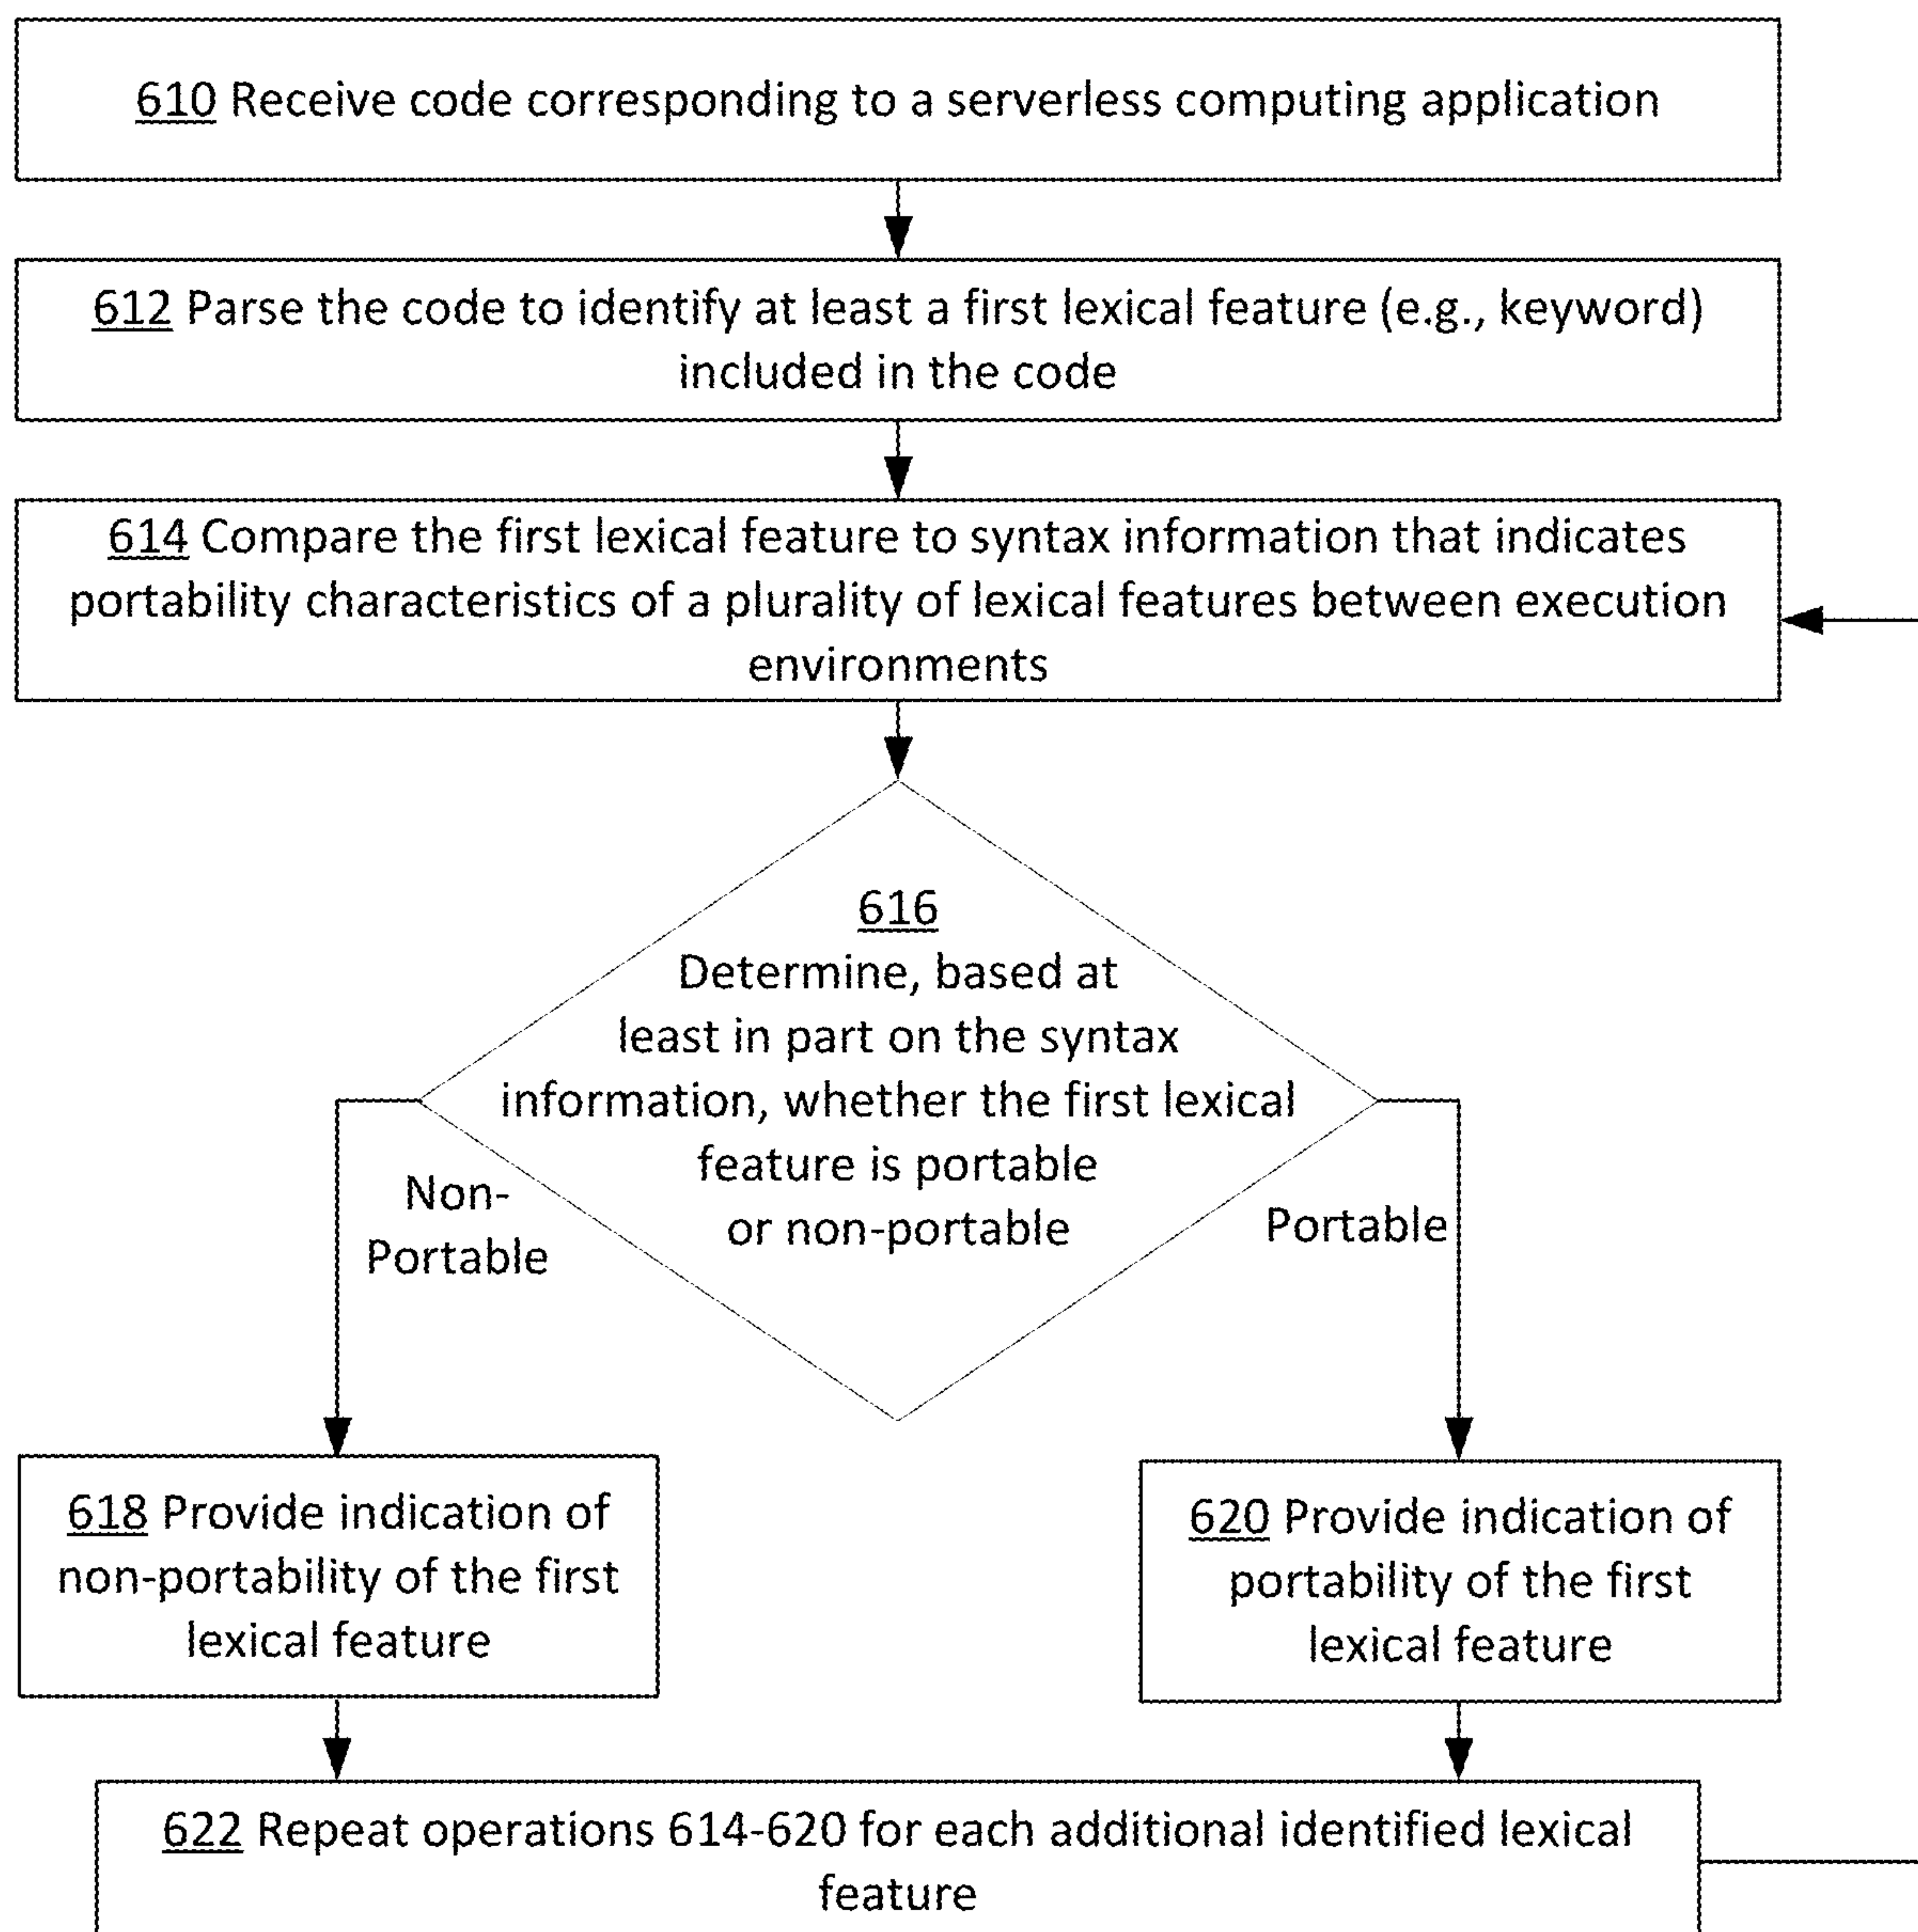 610 Receive code corresponding to a serverless computing application
612 Parse the code to identify at least a first lexical feature (e.g., keyword)
included in the code
614 Compare the first lexical feature to syntax information that indicates
portability characteristics of a plurality of lexical features between execution
environments
616
Determine, based at
least in part on the syntax
information, whether the first lexical
feature is portable
or non-portable
Non-
Portable
Portable
618 Provide indication of
non-portability of the first
lexical feature
620 Provide indication of
portability of the first
lexical feature
622 Repeat operations 614-620 for each additional identified lexical
feature